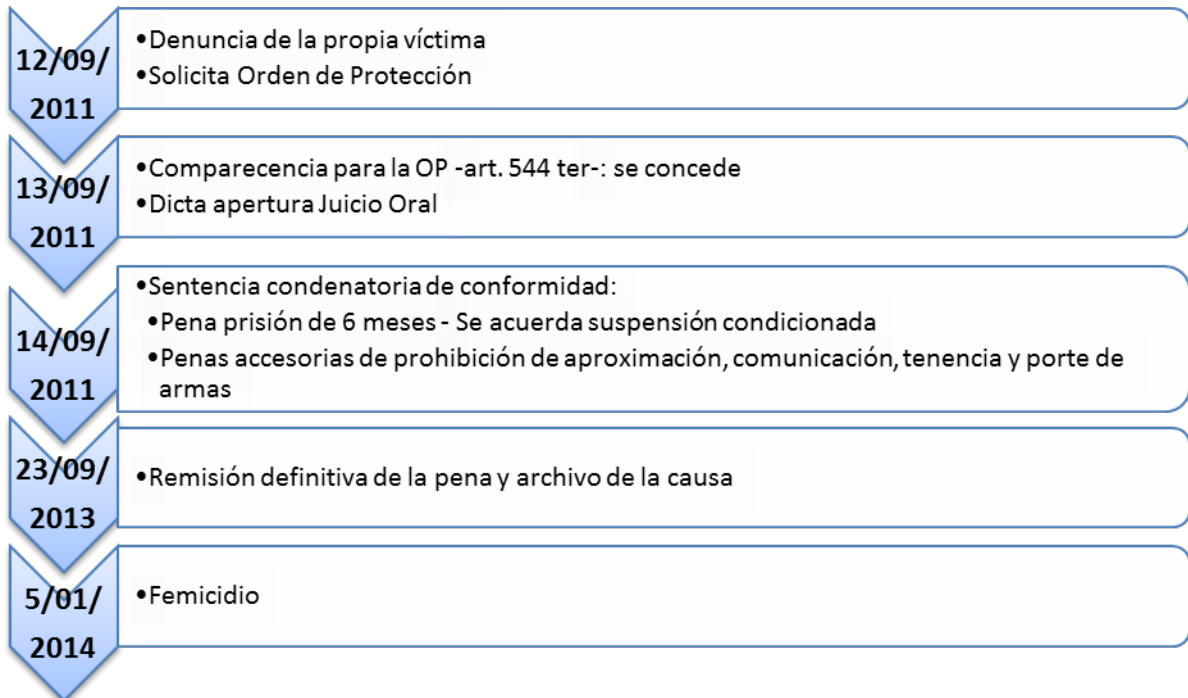 12/09/
2011
•Denuncia de la propia víctima
•Solicita Orden de Protección
13/09/
2011
•Comparecencia para la OP -art. 544 ter-: se concede
•Dicta apertura Juicio Oral
14/09/
2011
•Sentencia condenatoria de conformidad:
•Pena prisión de 6 meses - Se acuerda suspensión condicionada
•Penas accesorias de prohibición de aproximación, comunicación, tenencia y porte de
armas
23/09/
2013
•Remisión definitiva de la pena y archivo de la causa
5/01/
2014
•Femicidio